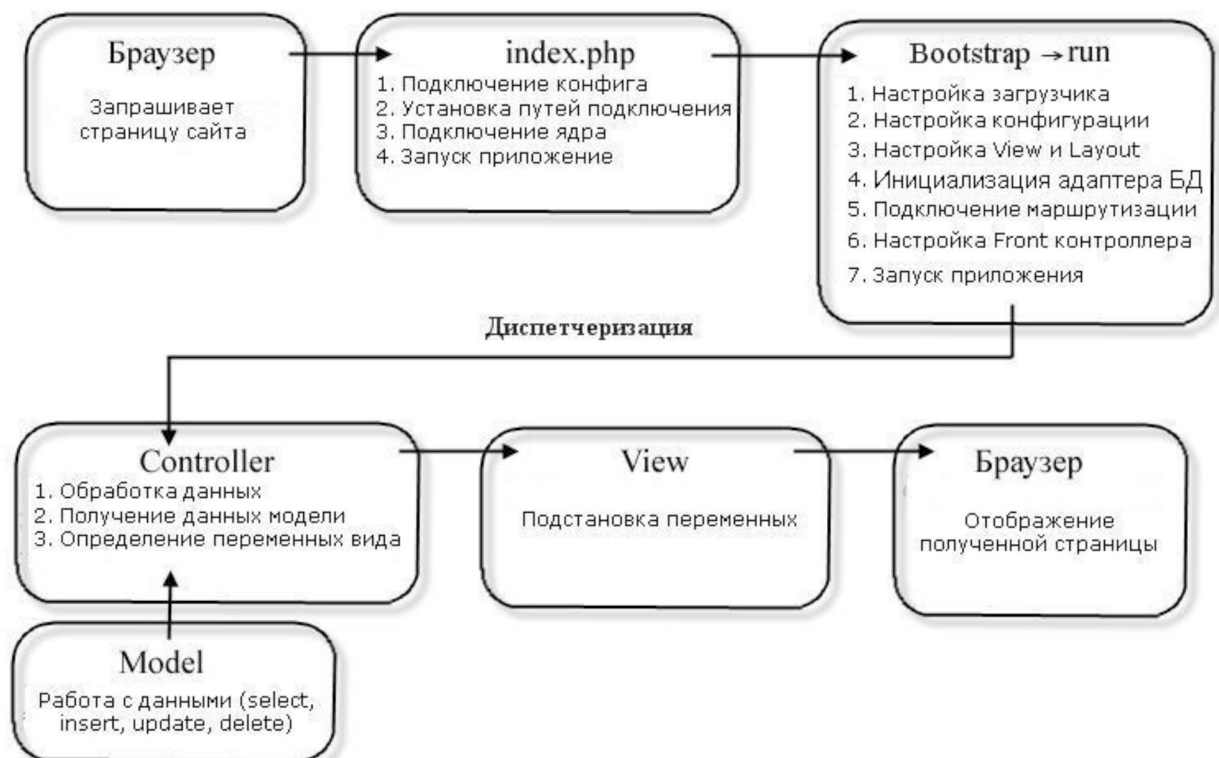 Браузер
Запрашивает
страницу сайта
index.php
1. Подключение конфига
2. Установка путей подключения
3. Подключение ядра
4. Запуск приложение
Bootstrap → run
1. Настройка загрузчика
2. Настройка конфигурации
3. Настройка View и Layout
4. Инициализация адаптера БД
5. Подключение маршрутизации
6. Настройка Front контроллера
7. Запуск приложения
Диспетчеризация
Controller
1. Обработка данных
2. Получение данных модели
3. Определение переменных вида
View
Подстановка переменных
Браузер
Отображение
полученной страницы
Model
Работа с данными (select,
insert, update, delete)